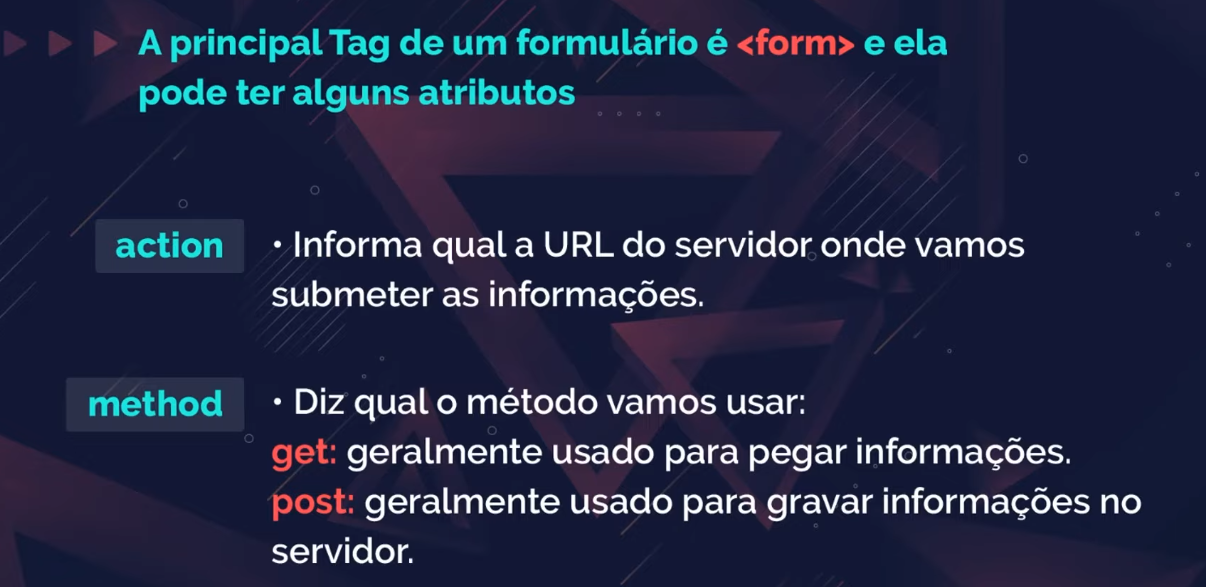 A principal Tag de um formulário é <form> e ela
pode ter alguns atributos
action
• Informa qual a URL do servidor onde vamos
submeter as informações.
method
• Diz qual o método vamos usar:
get: geralmente usado para pegar informações.
post: geralmente usado para gravar informações no
servidor.